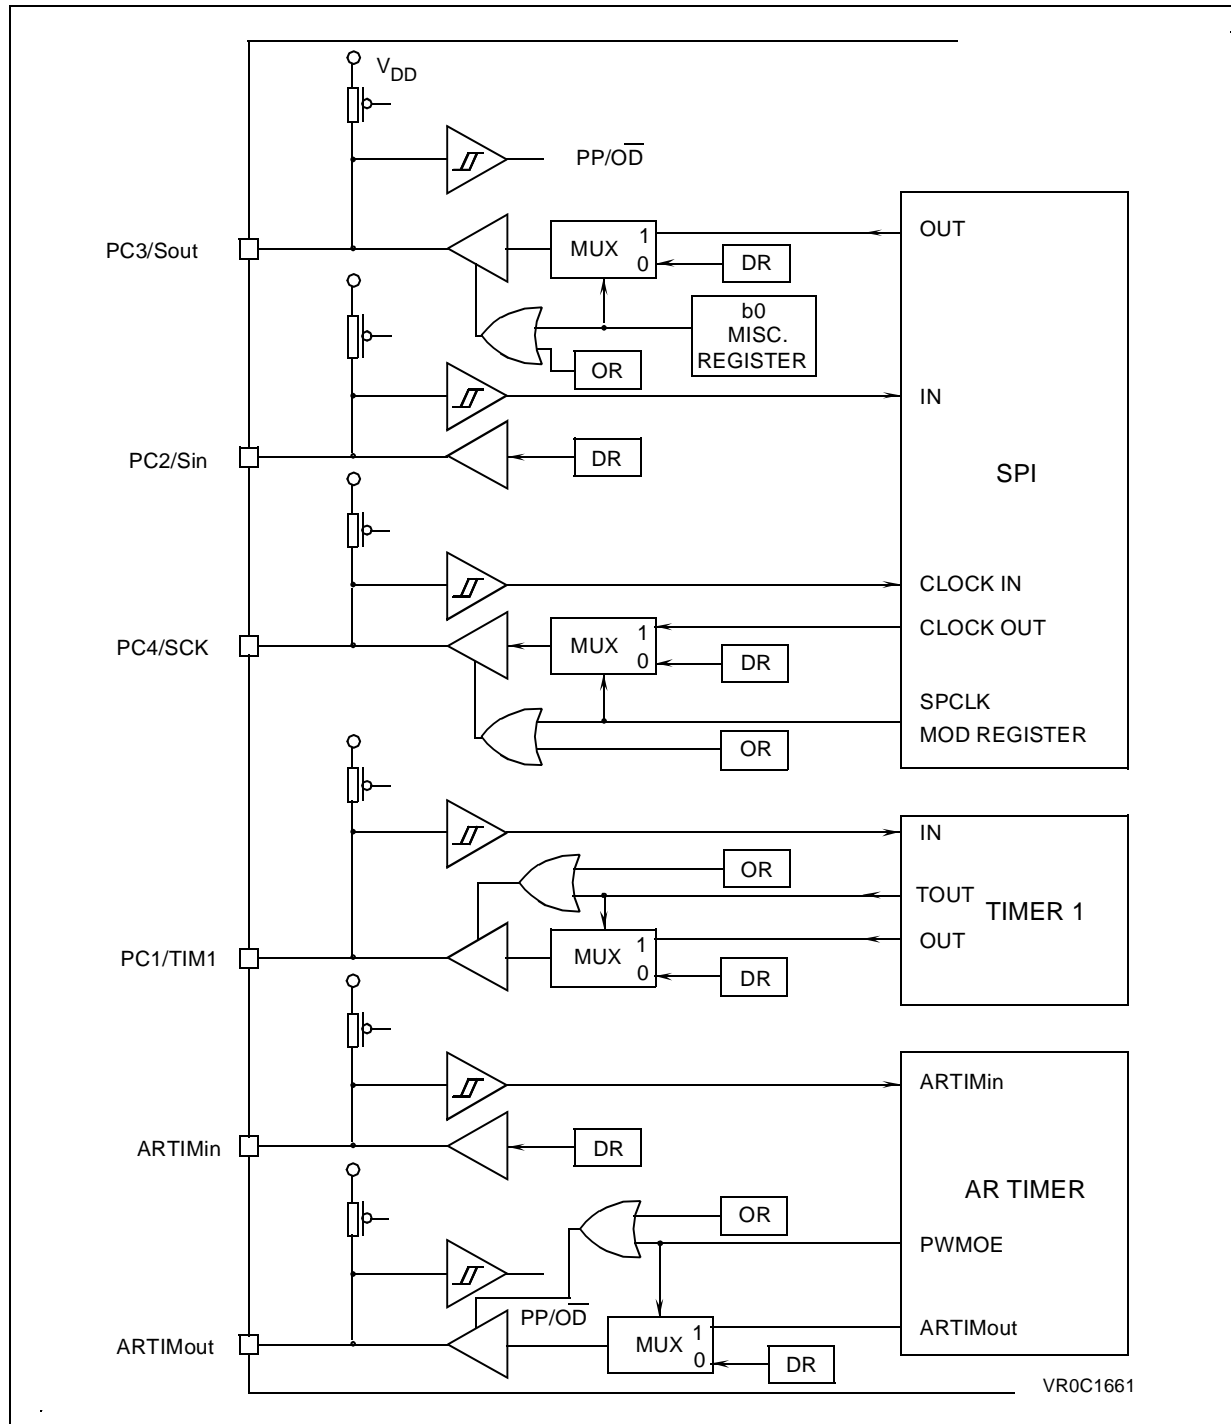 VDD
PP/OD
PC3/Sout
MUX
1
0
OUT
DR
b0
MISC.
REGISTER
OR
IN
PC2/Sin
DR
SPI
CLOCK IN
CLOCK OUT
PC4/SCK
MUX
1
0
DR
SPCLK
MOD REGISTER
OR
IN
OR
TOUT
TIMER 1
OUT
PC1/TIM1
MUX
1
0
DR
ARTIMin
ARTIMin
DR
AR TIMER
OR
PWMOE
PP/OD
ARTIMout
MUX
1
0
ARTIMout
DR
VR0C1661